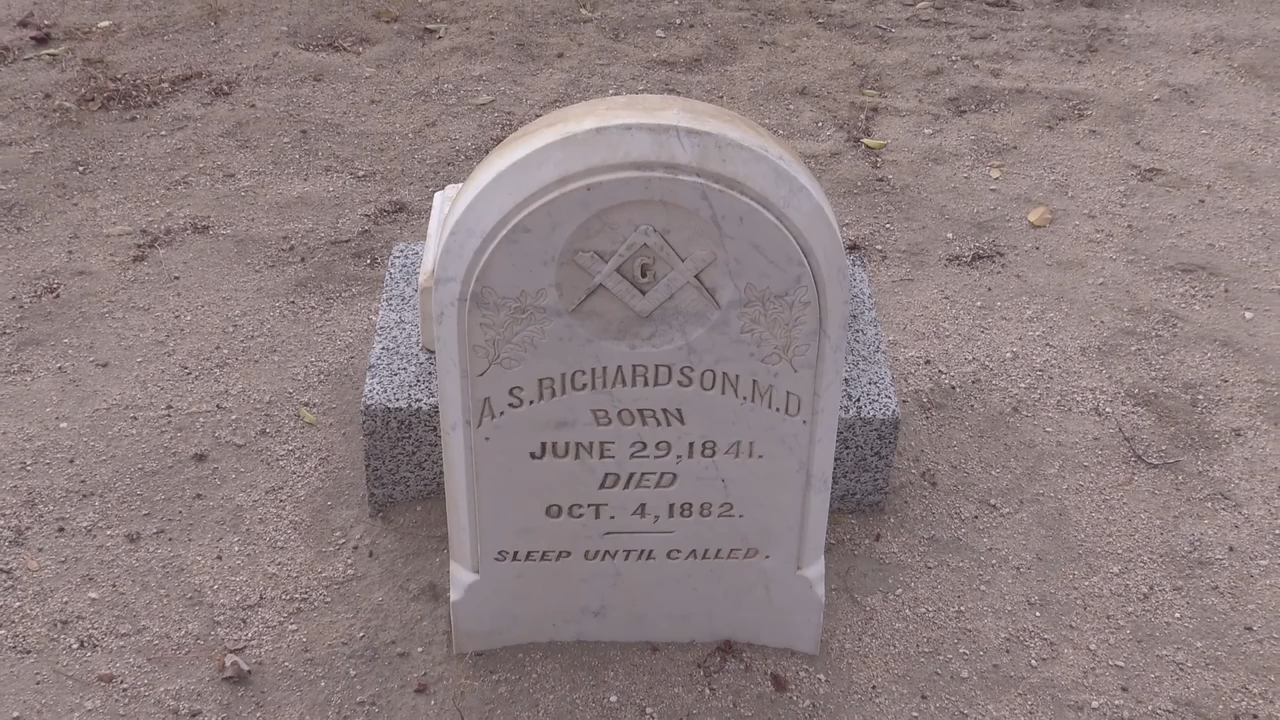 G
A. S. RICHARDSON, M. D.
BORN
JUNE 29, 1841.
DIED
OCT. 4, 1882.
SLEEP UNTIL CALLED.